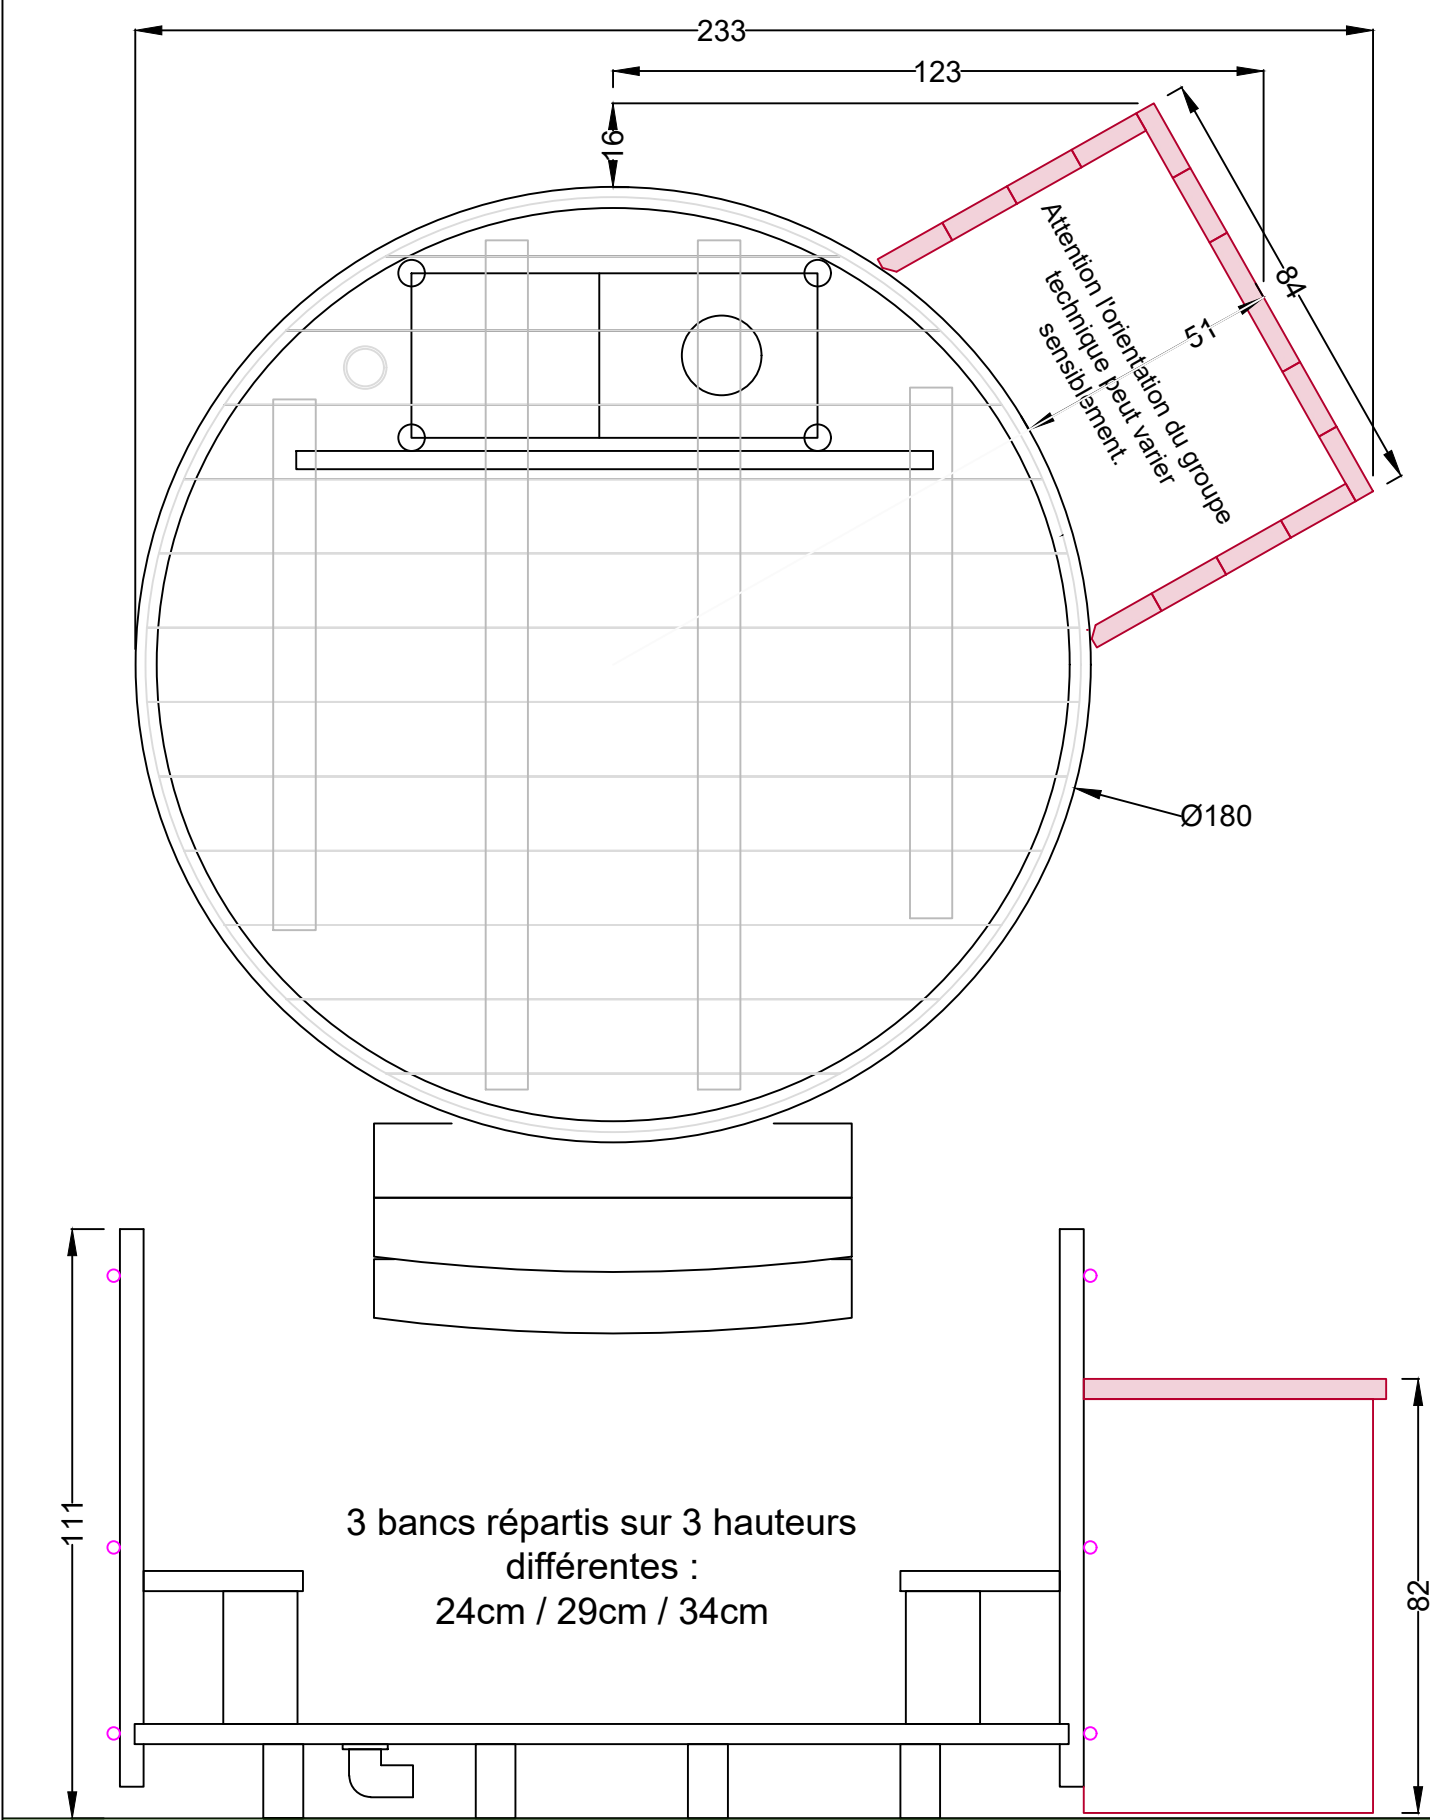 233
123
16
84
51
Attention l'orientation du groupe
technique peut varier
sensiblement.
Ø180
111
3 bancs répartis sur 3 hauteurs
différentes :
24cm / 29cm / 34cm
82